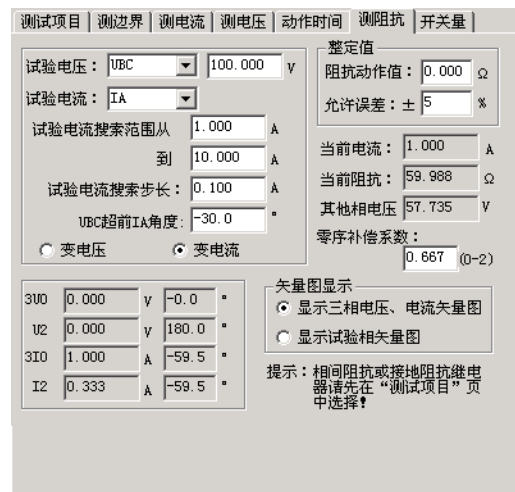 测试项目 测边界 测电流 测电压 动作时间 测阻抗 开关量
试验电压： UBC 100.000 V
试验电流： IA
试验电流搜索范围从 1.000 A
到 10.000 A
试验电流搜索步长： 0.100 A
UBC超前IA角度： -30.0 °
变电压 变电流
整定值
阻抗动作值： 0.000 Ω
允许误差：± 5 %
当前电流： 1.000 A
当前阻抗： 59.988 Ω
其他相电压 57.735 V
零序补偿系数：
0.667 (0-2)
3U0 0.000 V -0.0 °
U2 0.000 V 180.0 °
3I0 1.000 A -59.5 °
I2 0.333 A -59.5 °
矢量图显示
显示三相电压、电流矢量图
显示试验相矢量图
提示：相间阻抗或接地阻抗继电
器请先在“测试项目”页
中选择！